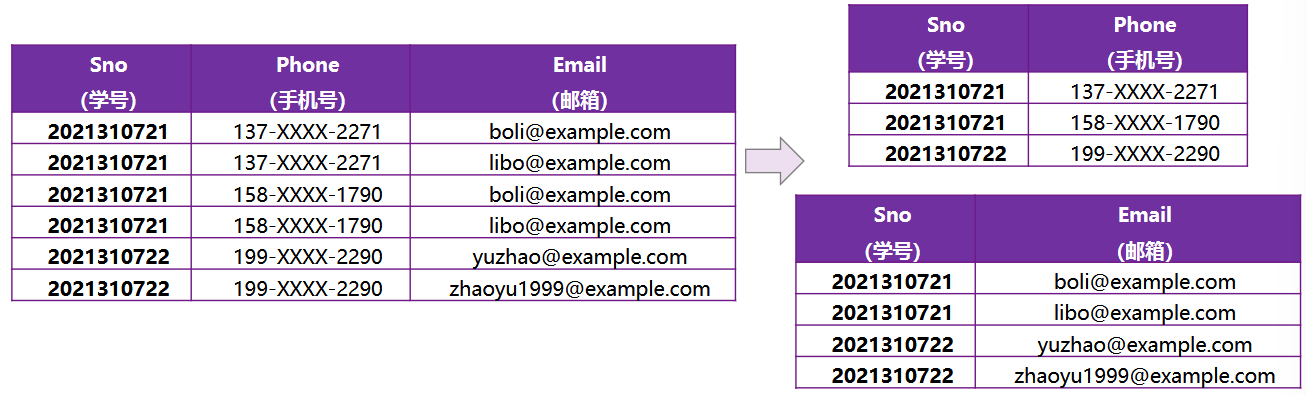 Sno Phone Email
(学号) (手机号) (邮箱)
2021310721 137-XXXX-2271 boli@example.com
2021310721 137-XXXX-2271 libo@example.com
2021310721 158-XXXX-1790 boli@example.com
2021310721 158-XXXX-1790 libo@example.com
2021310722 199-XXXX-2290 yuzhao@example.com
2021310722 199-XXXX-2290 zhaoyu1999@example.com
Sno Phone
(学号) (手机号)
2021310721 137-XXXX-2271
2021310721 158-XXXX-1790
2021310722 199-XXXX-2290
Sno Email
(学号) (邮箱)
2021310721 boli@example.com
2021310721 libo@example.com
2021310722 yuzhao@example.com
2021310722 zhaoyu1999@example.com